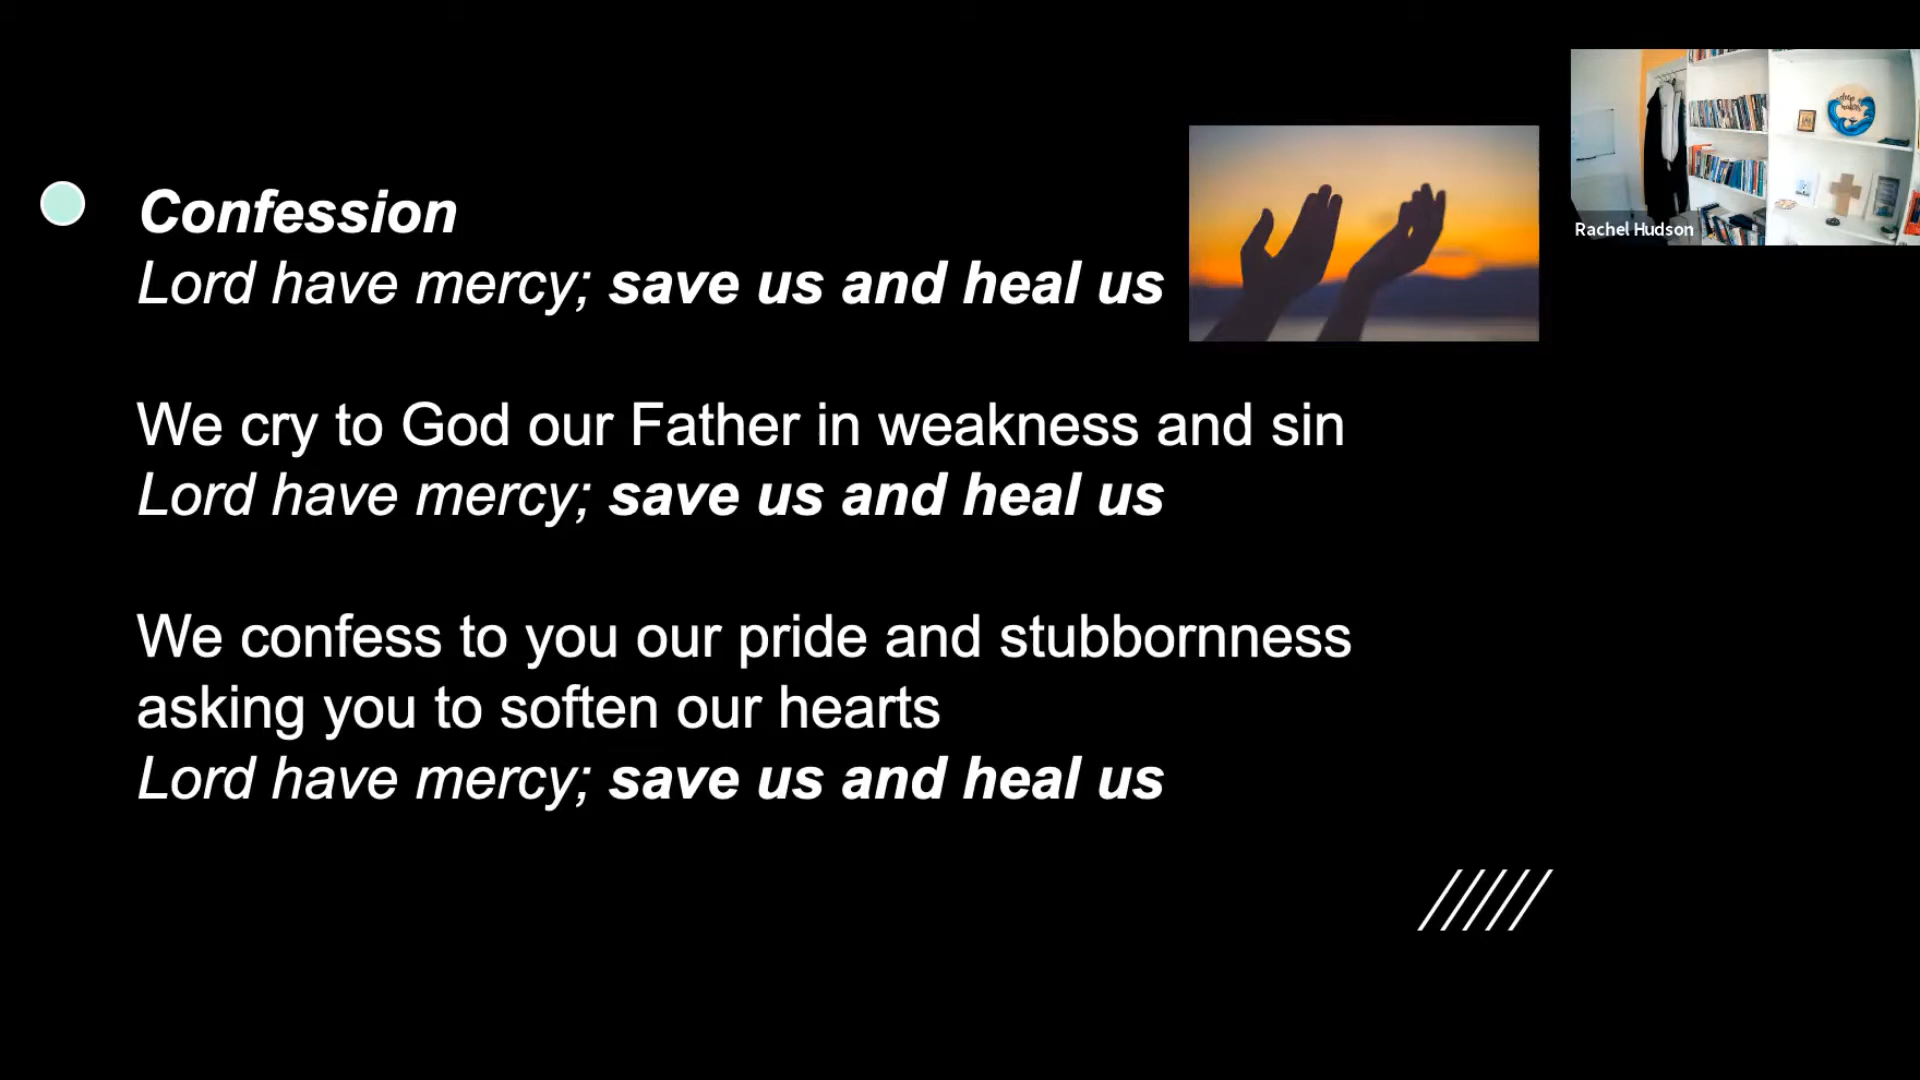 Confession
Lord have mercy; save us and heal us
We cry to God our Father in weakness and sin
Lord have mercy; save us and heal us
We confess to you our pride and stubbornness
asking you to soften our hearts
Lord have mercy; save us and heal us
Rachel Hudson